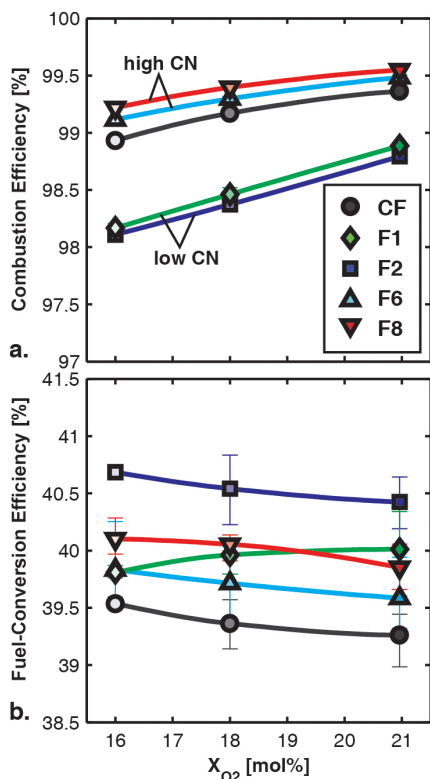 100
99.5
99
98.5
98
97.5
97
Combustion Efficiency [%]
high CN
low CN
CF
F1
F2
F6
F8
a.
41.5
41
40.5
40
39.5
39
38.5
Fuel-Conversion Efficiency [%]
b.
16 17 18 19 20 21
X_O2 [mol%]